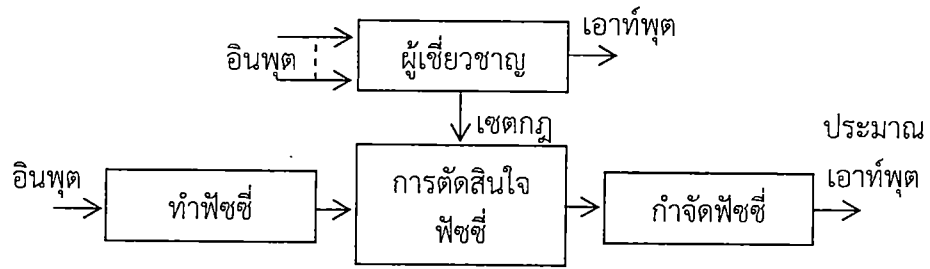 เอาท์พุต
อินพุต
ผู้เชี่ยวชาญ
เซตกฎ
ประมาณ
อินพุต
ทำฟัซซี่
การตัดสินใจ
ฟัซซี่
กำจัดฟัซซี่
เอาท์พุต